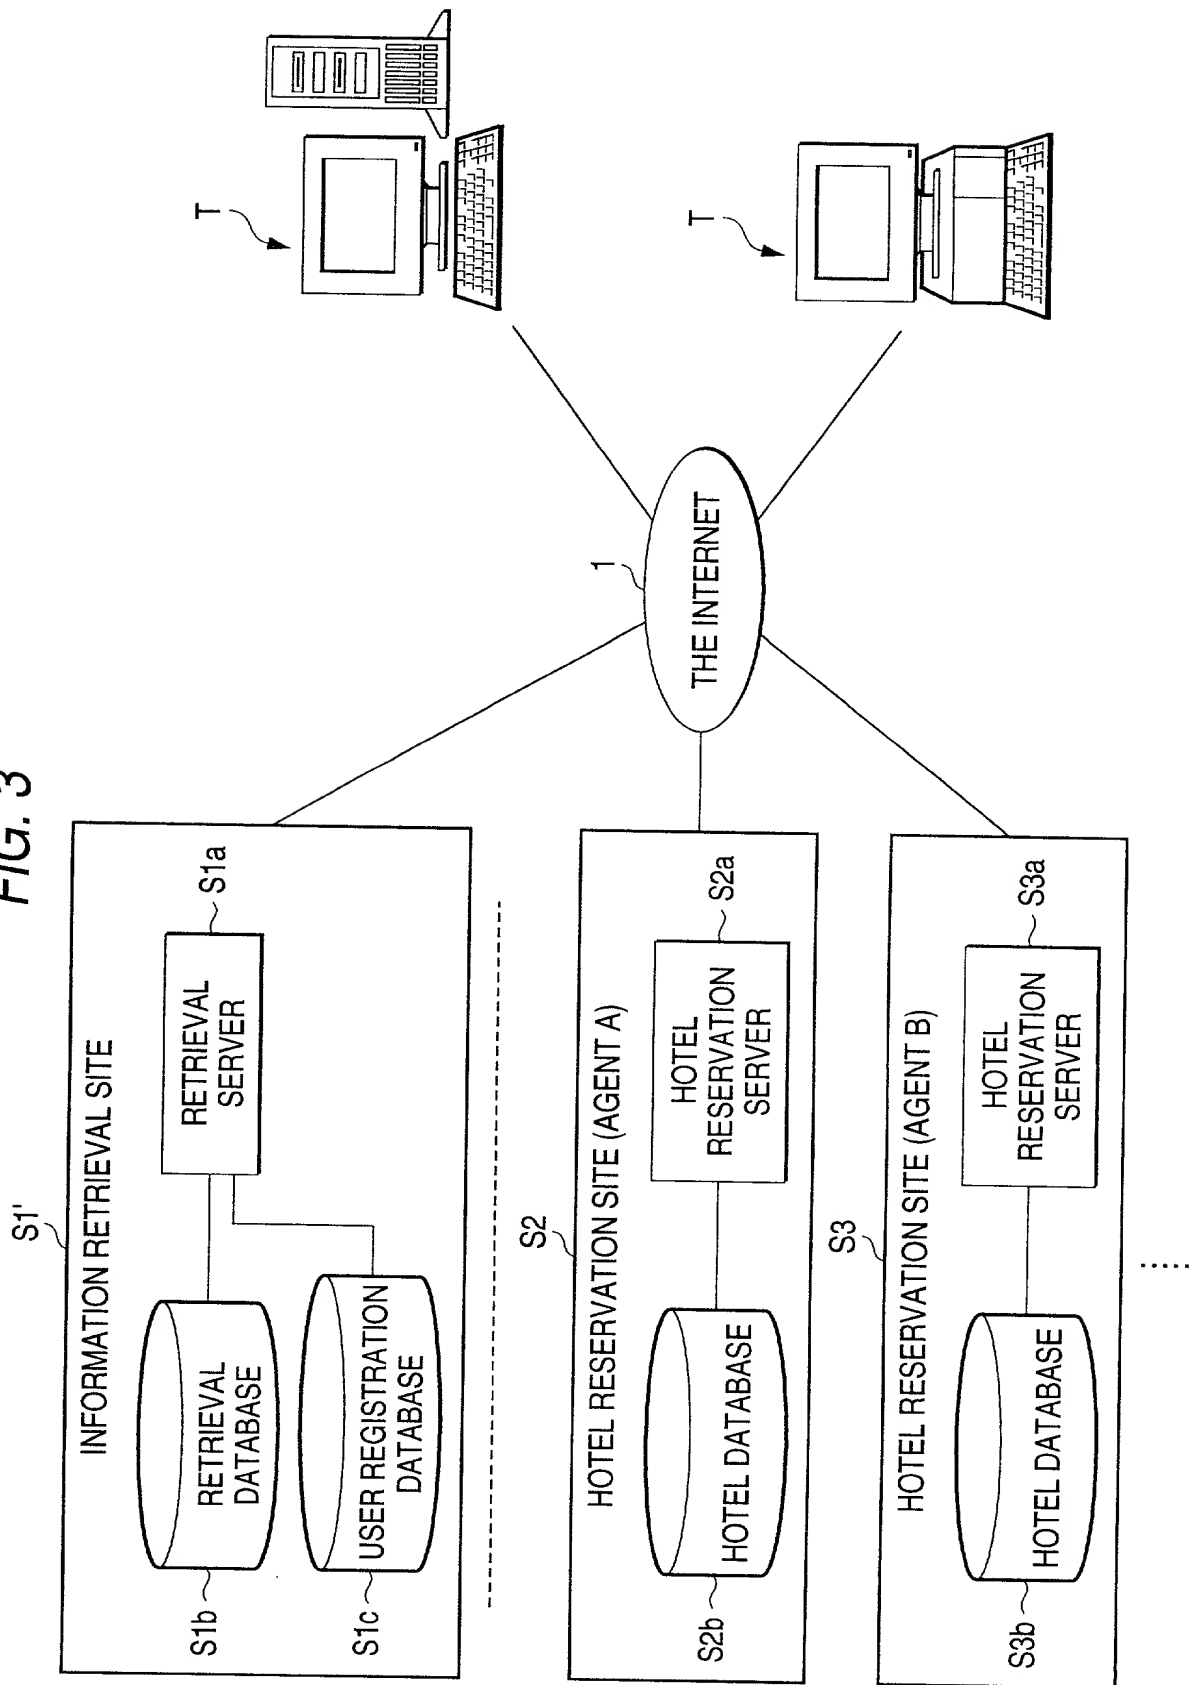 FIG. 3
S1'
INFORMATION RETRIEVAL SITE
RETRIEVAL
DATABASE
S1b
USER REGISTRATION
DATABASE
S1c
RETRIEVAL
SERVER
S1a
S2
HOTEL RESERVATION SITE (AGENT A)
HOTEL DATABASE
S2b
HOTEL
RESERVATION
SERVER
S2a
S3
HOTEL RESERVATION SITE (AGENT B)
HOTEL DATABASE
S3b
HOTEL
RESERVATION
SERVER
S3a
1
THE INTERNET
T
T